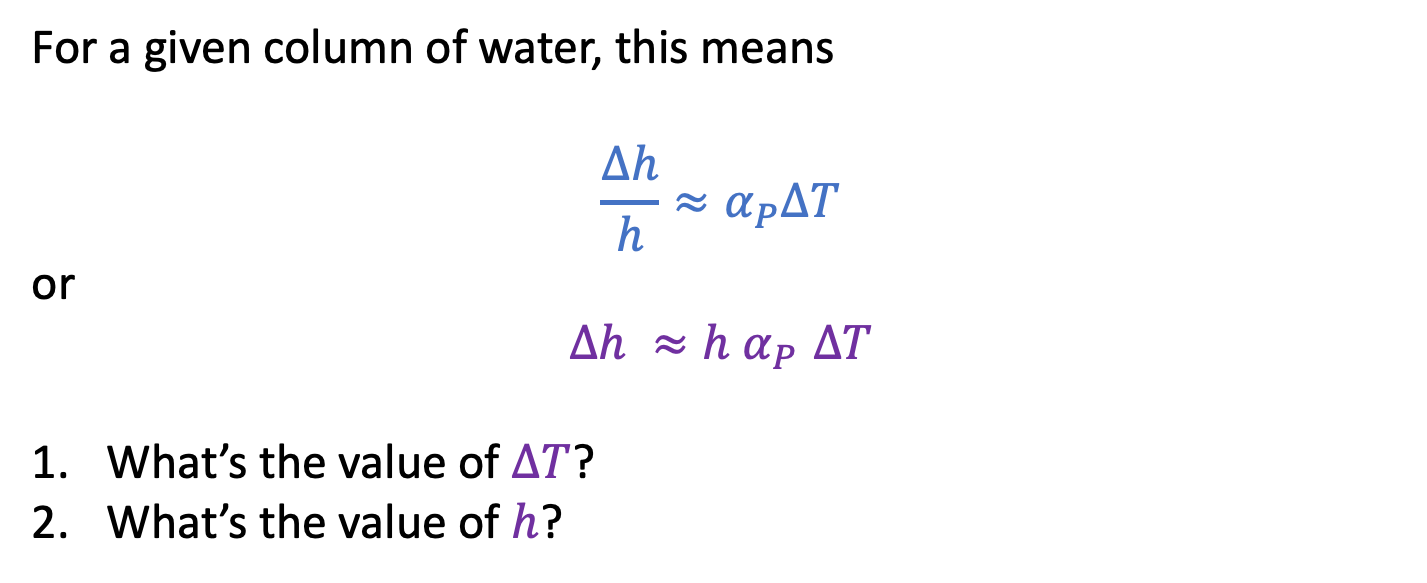 For a given column of water, this means
Δh/h ≈ α_P ΔT
or
Δh ≈ h α_P ΔT
1. What’s the value of ΔT?
2. What’s the value of h?